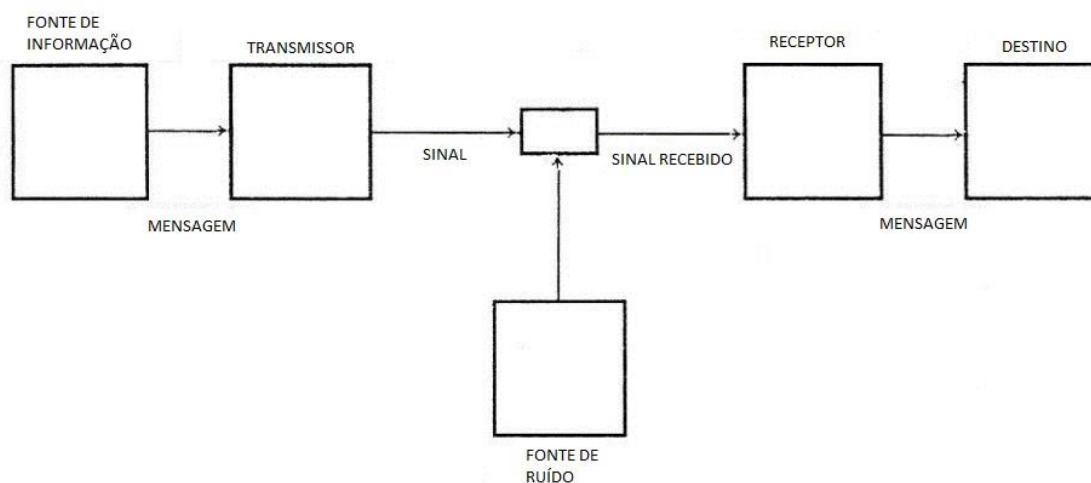 FONTE DE
INFORMAÇÃO
TRANSMISSOR
RECEPTOR
DESTINO
SINAL
SINAL RECEBIDO
MENSAGEM
MENSAGEM
FONTE DE
RUÍDO